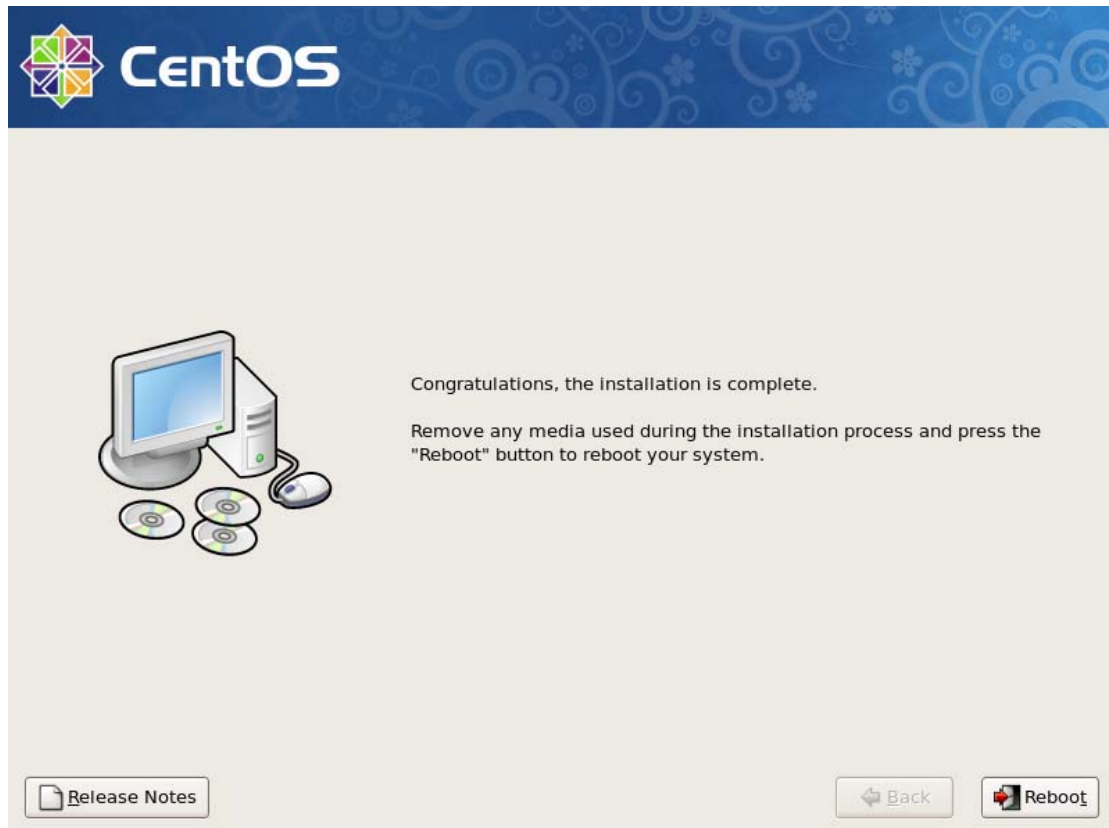 CentOS
Congratulations, the installation is complete.
Remove any media used during the installation process and press the
"Reboot" button to reboot your system.
Release Notes
Back
Reboot